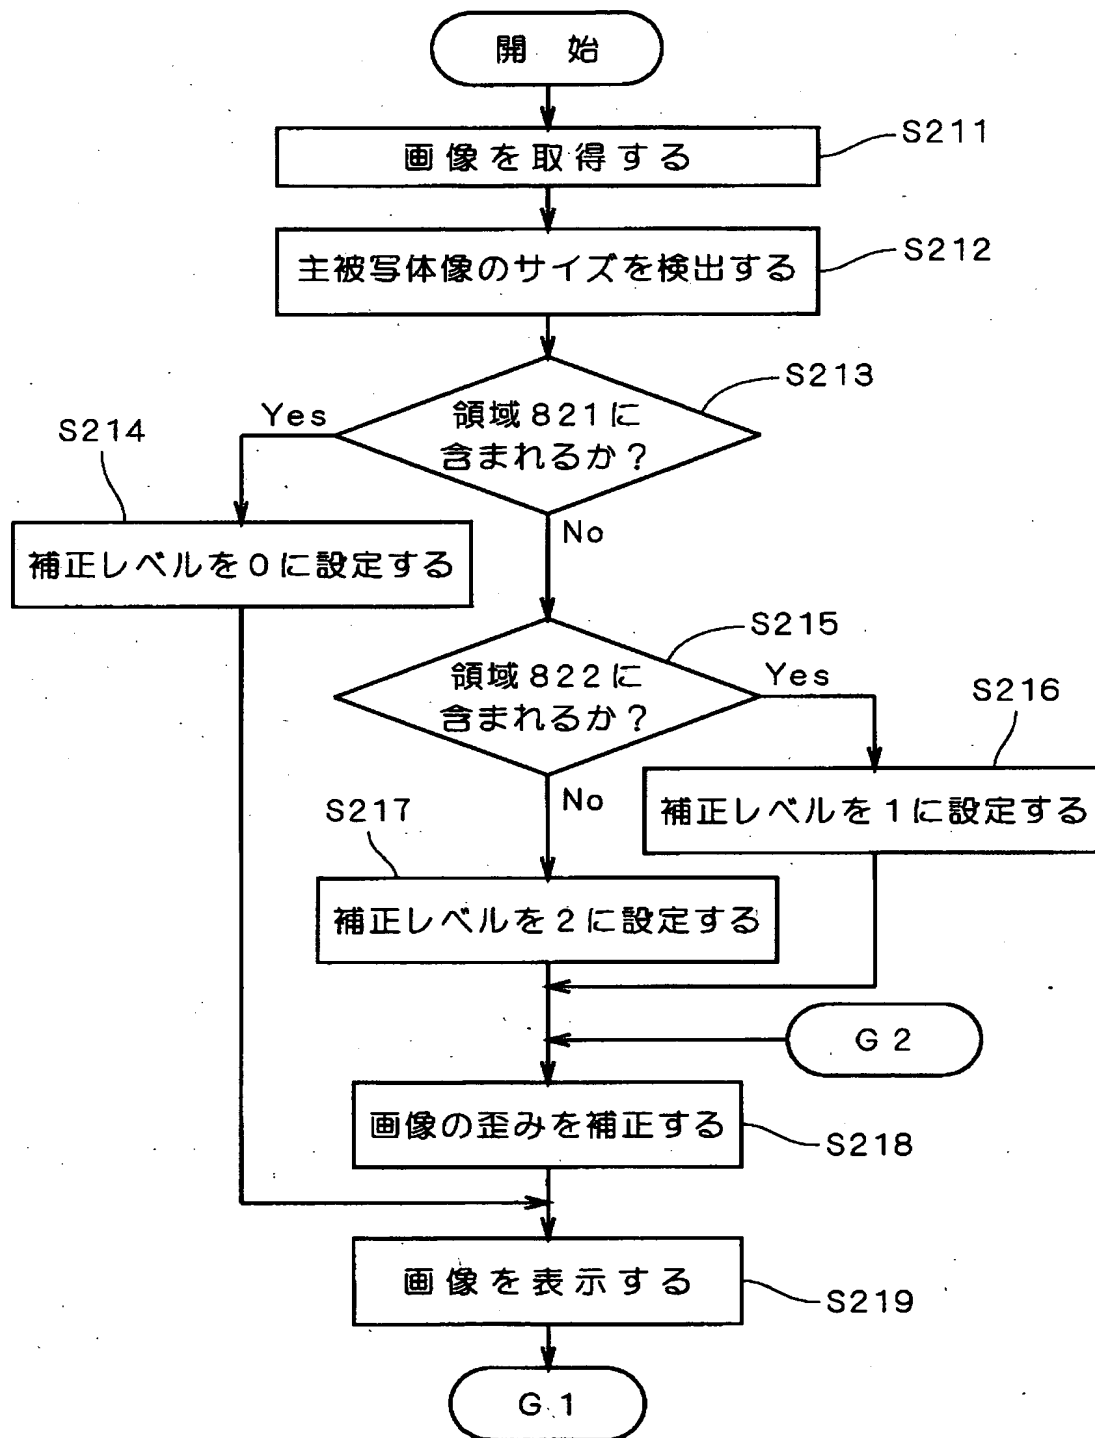 開始
画像を取得する
S211
主被写体像のサイズを検出する
S212
領域821に
含まれるか？
S213
Yes
No
S214
補正レベルを0に設定する
領域822に
含まれるか？
S215
Yes
No
S216
補正レベルを1に設定する
S217
補正レベルを2に設定する
G2
画像の歪みを補正する
S218
画像を表示する
S219
G1